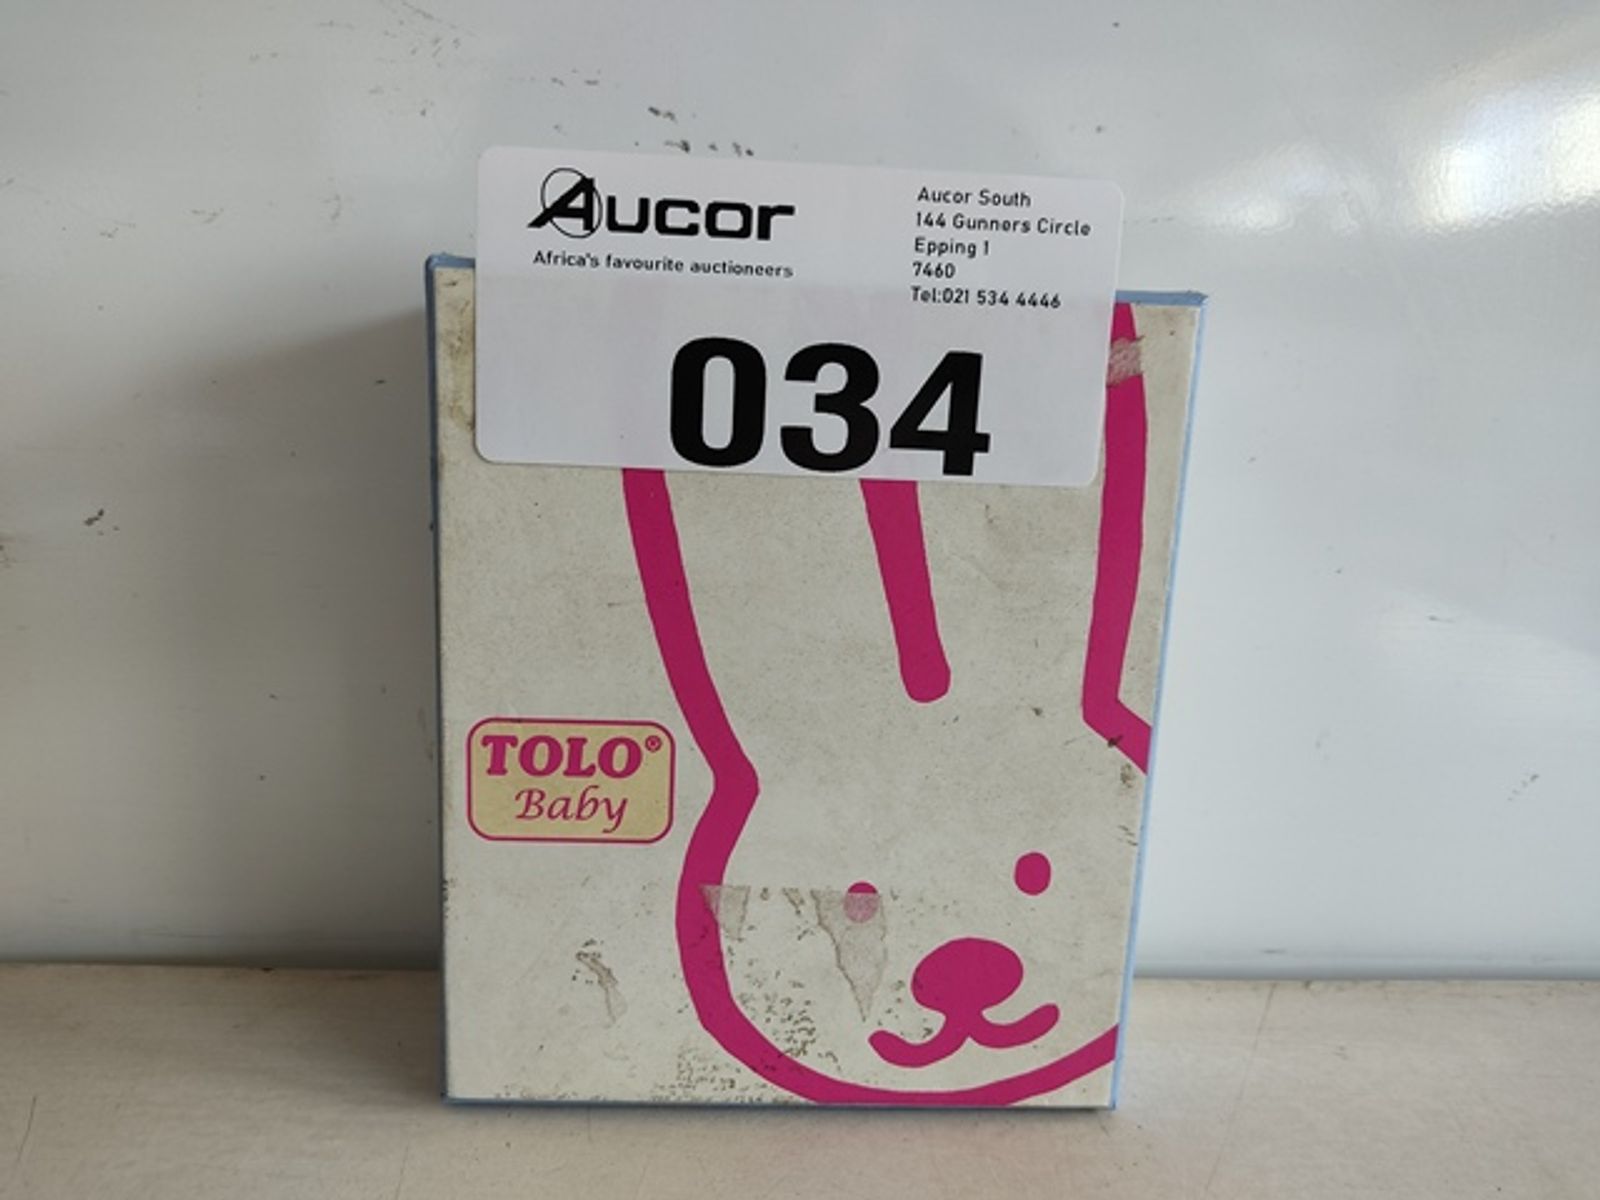 Aucor
Africa's favourite auctioneers
Aucor South
144 Gunners Circle
Epping 1
7460
Tel:021 534 4446
034
TOLO®
Baby